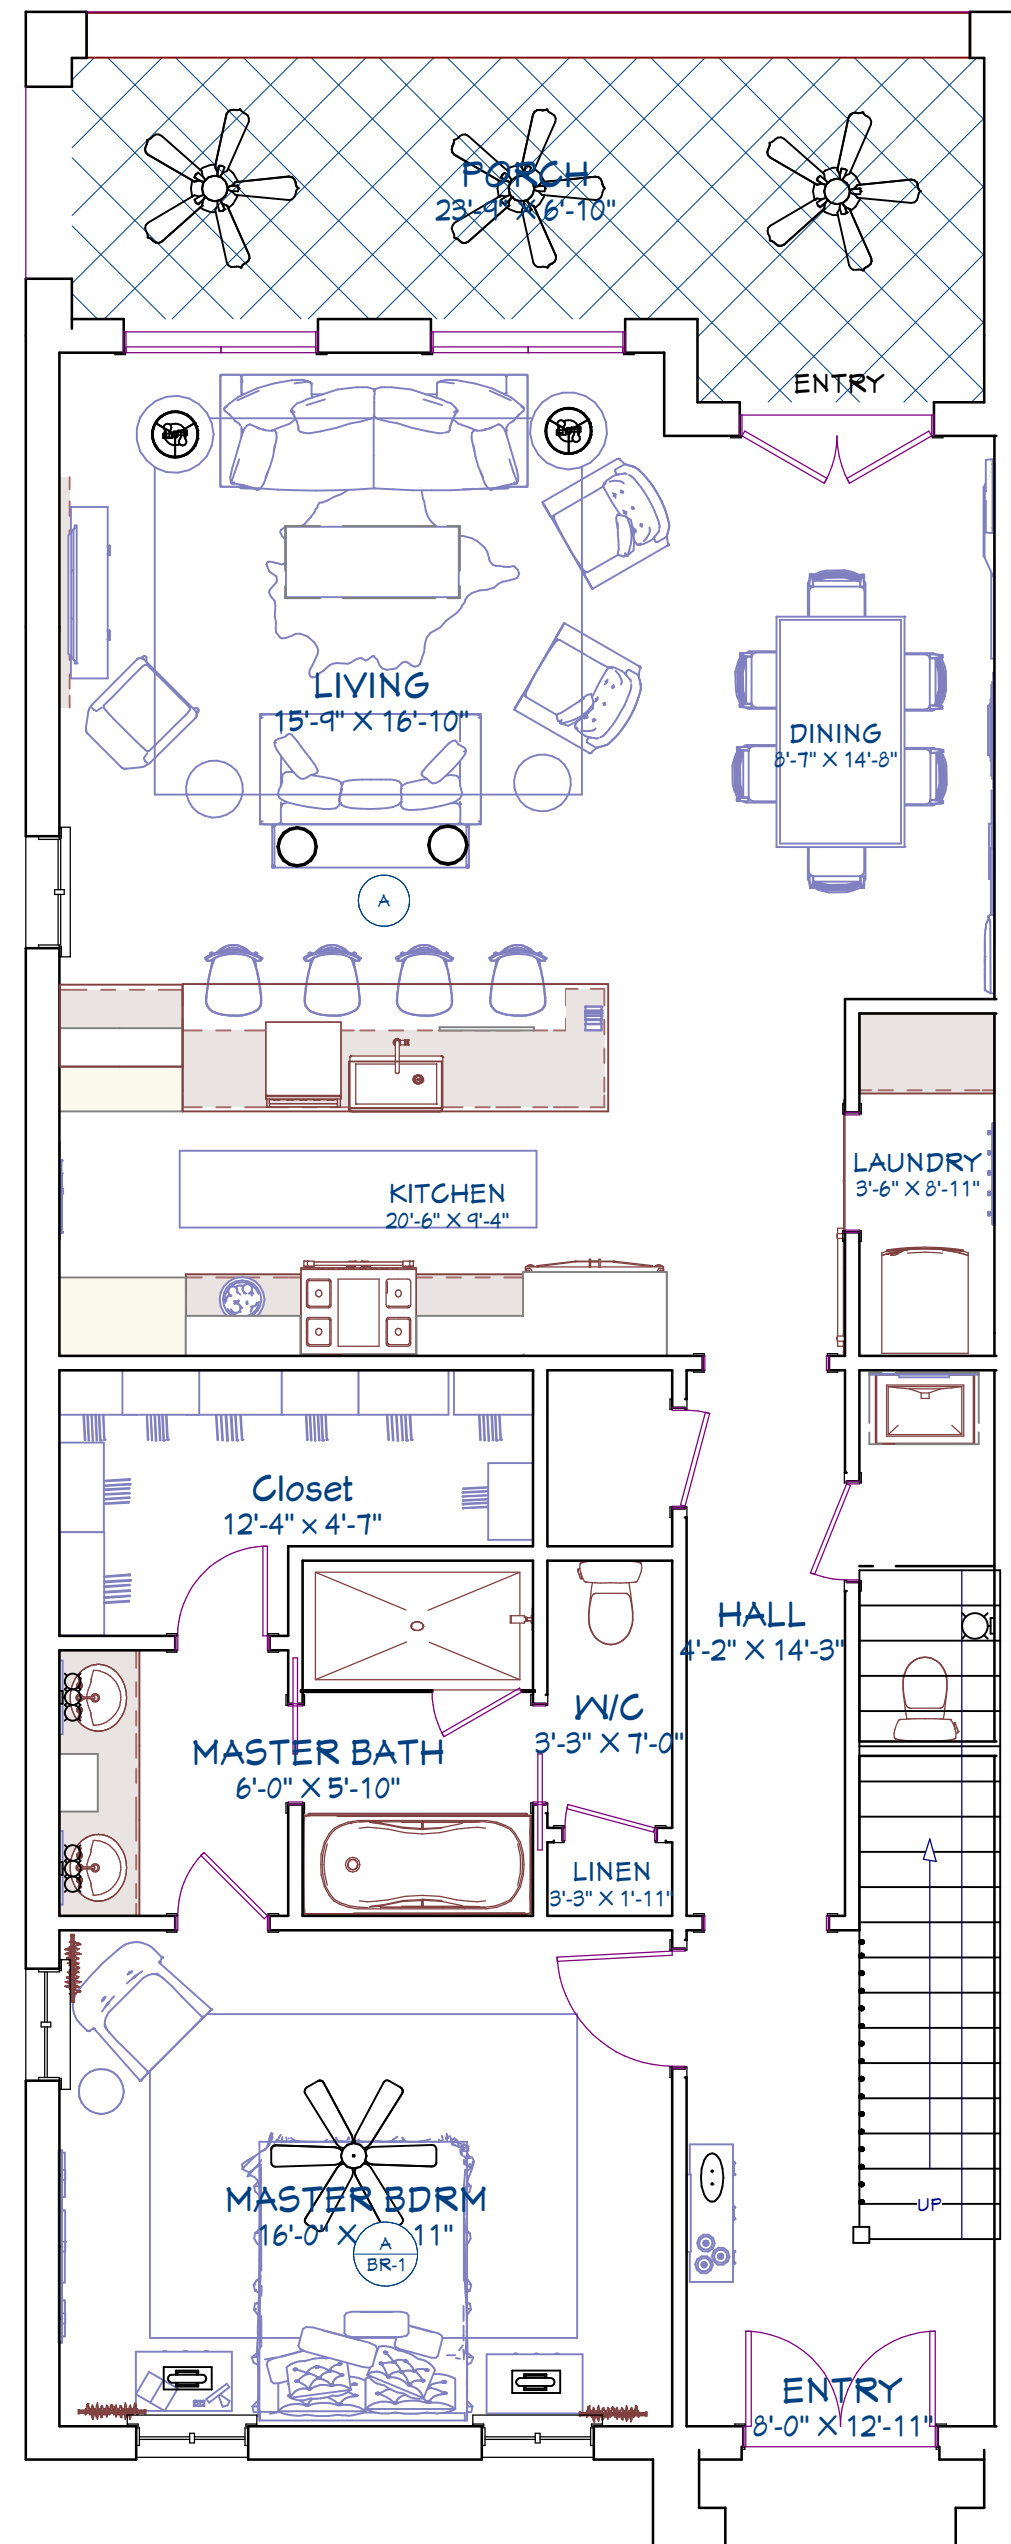 PORCH
23'-9" X 6'-10"
ENTRY
LIVING
15'-9" X 16'-10"
DINING
8'-7" X 14'-8"
A
LAUNDRY
3'-6" X 8'-11"
KITCHEN
20'-6" X 9'-4"
Closet
12'-4" x 4'-7"
HALL
4'-2" X 14'-3"
W/C
3'-3" X 7'-0"
MASTER BATH
6'-0" X 5'-10"
LINEN
3'-3" X 1'-11"
UP
MASTER BDRM
16'-0" X 11"
A
BR-1
ENTRY
8'-0" X 12'-11"